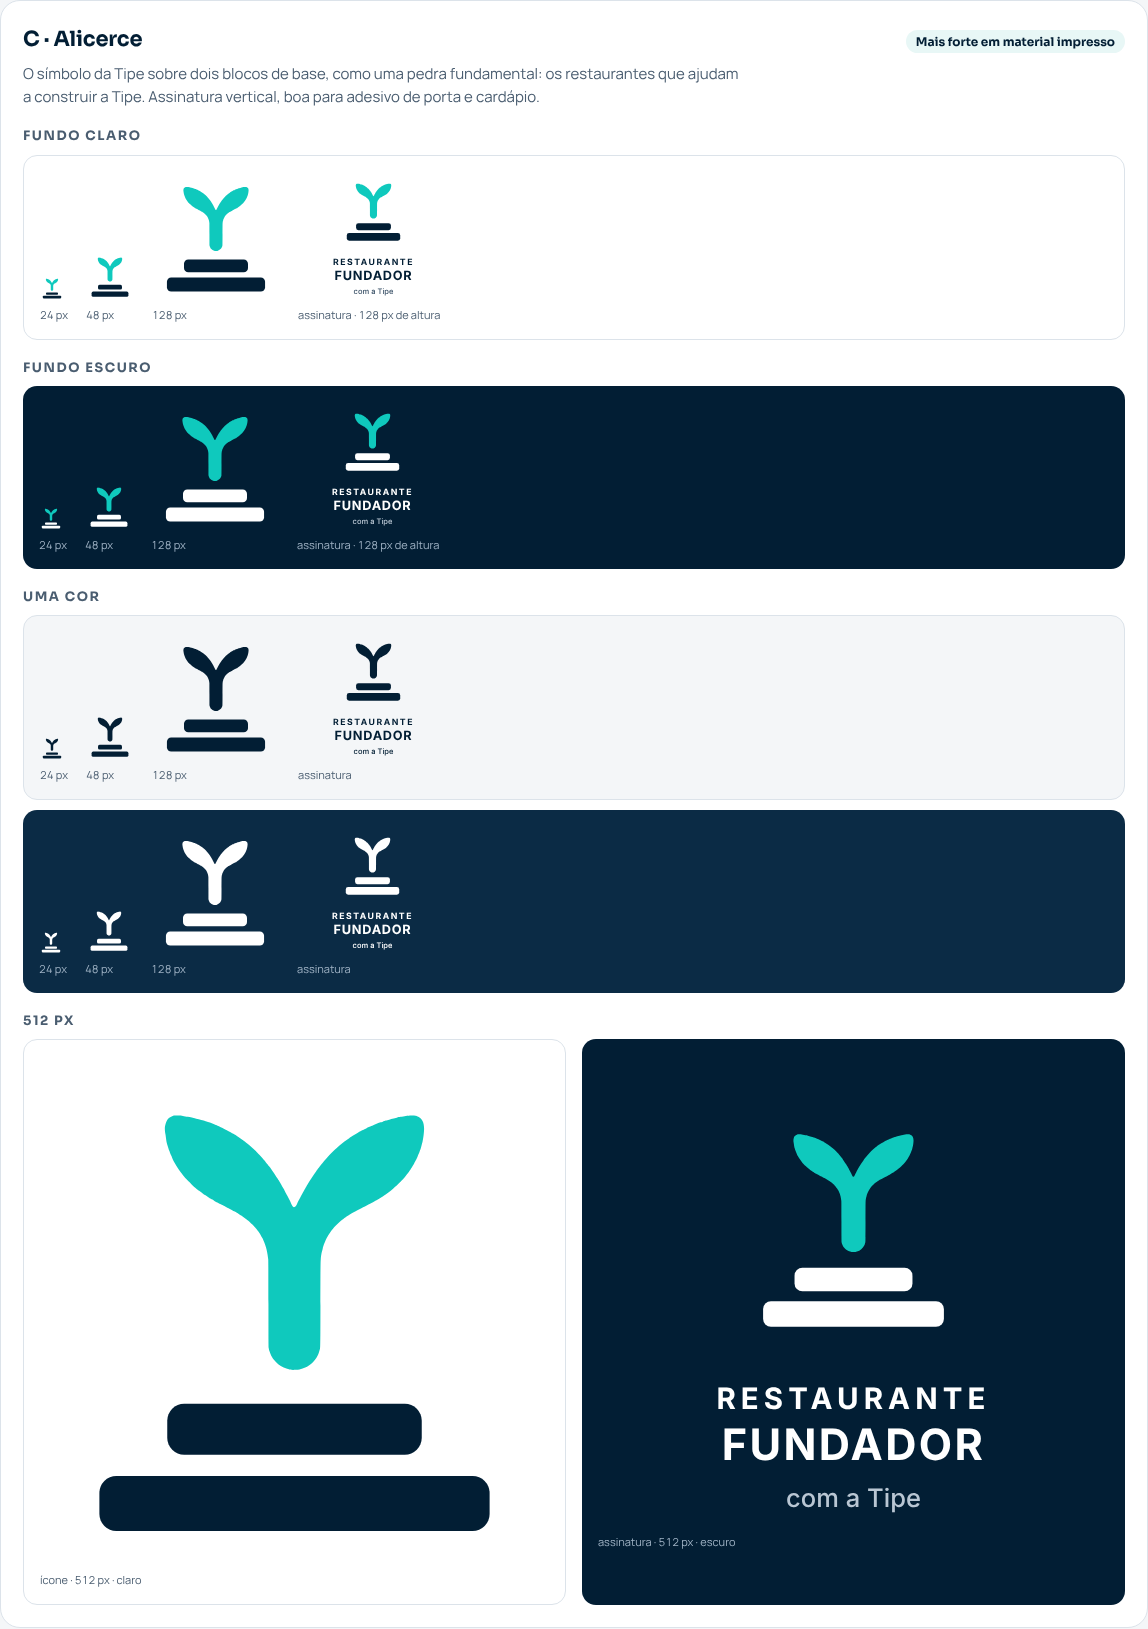 C · Alicerce
Mais forte em material impresso
O símbolo da Tipe sobre dois blocos de base, como uma pedra fundamental: os restaurantes que ajudam
a construir a Tipe. Assinatura vertical, boa para adesivo de porta e cardápio.
FUNDO CLARO
RESTAURANTE
FUNDADOR
com a Tipe
24 px
48 px
128 px
assinatura · 128 px de altura
FUNDO ESCURO
RESTAURANTE
FUNDADOR
com a Tipe
24 px
48 px
128 px
assinatura · 128 px de altura
UMA COR
RESTAURANTE
FUNDADOR
com a Tipe
24 px
48 px
128 px
assinatura
RESTAURANTE
FUNDADOR
com a Tipe
24 px
48 px
128 px
assinatura
512 PX
ícone · 512 px · claro
RESTAURANTE
FUNDADOR
com a Tipe
assinatura · 512 px · escuro